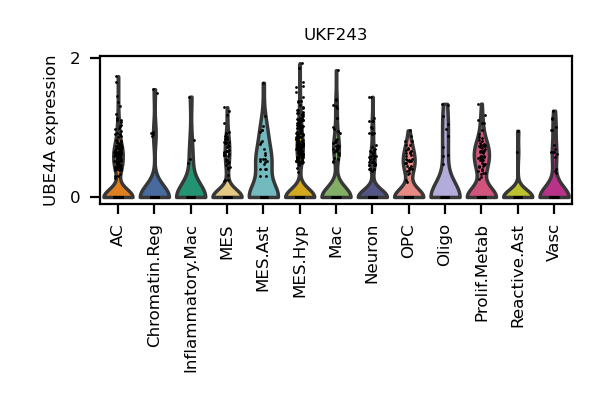 UKF243
UBE4A expression
2
0
AC
Chromatin.Reg
Inflammatory.Mac
MES
MES.Ast
MES.Hyp
Mac
Neuron
OPC
Oligo
Prolif.Metab
Reactive.Ast
Vasc